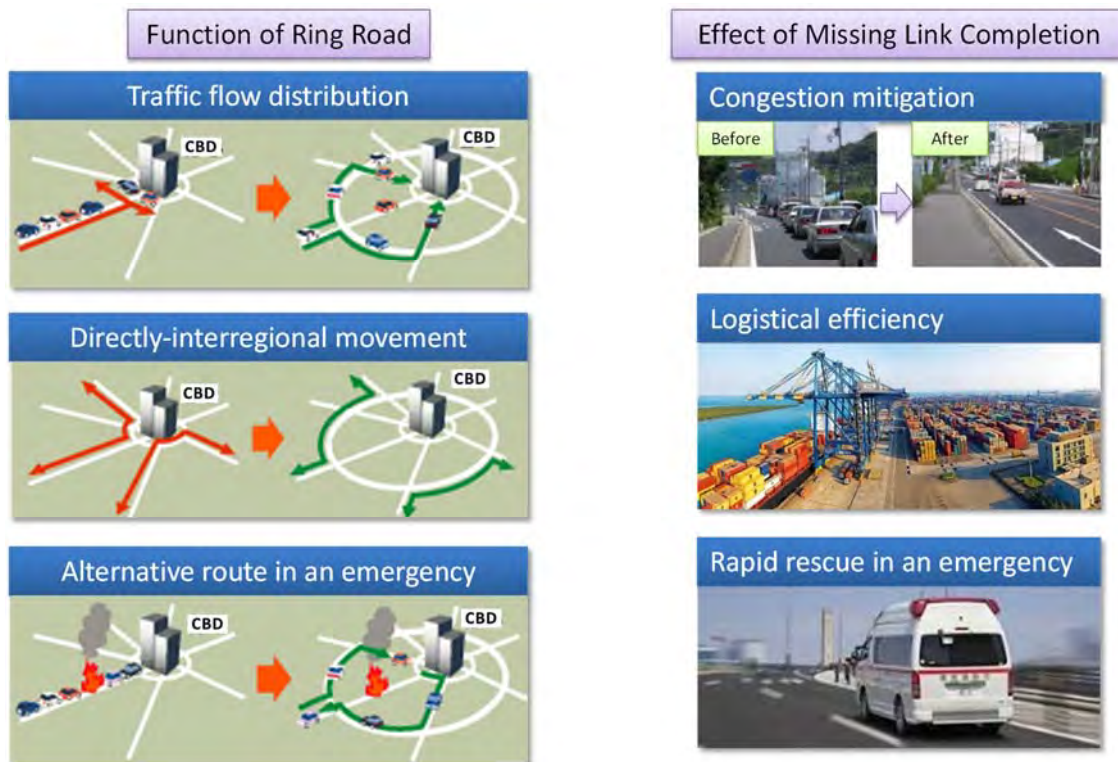 Function of Ring Road
Traffic flow distribution
CBD
CBD
Directly-interregional movement
CBD
CBD
Alternative route in an emergency
CBD
CBD
Effect of Missing Link Completion
Congestion mitigation
Before
After
Logistical efficiency
Rapid rescue in an emergency